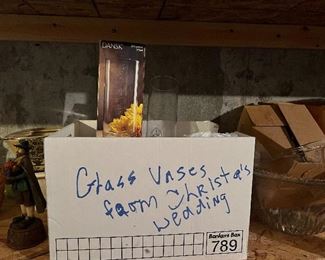 DANSK
Glass Vases
from Christa's
wedding
Bankers Box
789